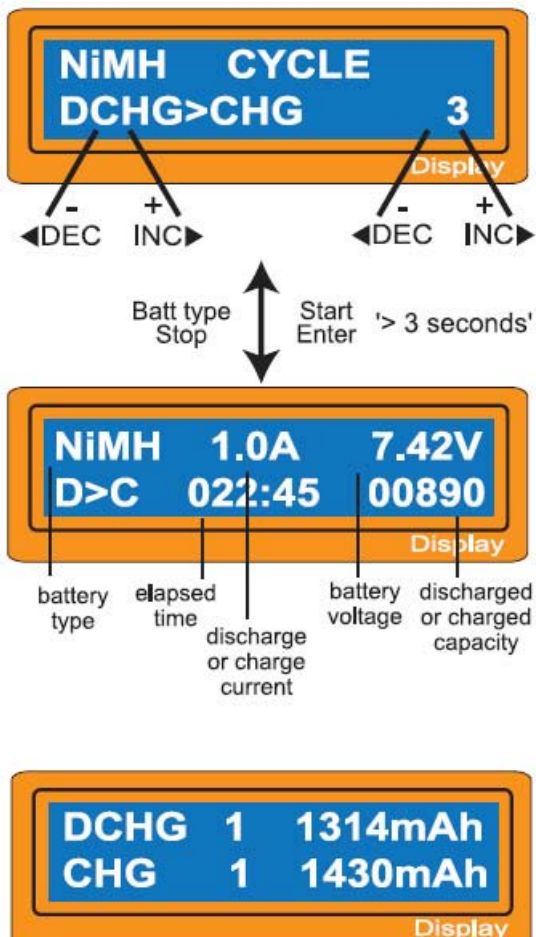 NiMH CYCLE
DCHG>CHG 3
Display
- + - +
◀DEC INC▶ ◀DEC INC▶
Batt type Start
Stop Enter '> 3 seconds'
NiMH 1.0A 7.42V
D>C 022:45 00890
Display
battery type
elapsed time
discharge or charge current
battery voltage
discharged or charged capacity
DCHG 1 1314mAh
CHG 1 1430mAh
Display